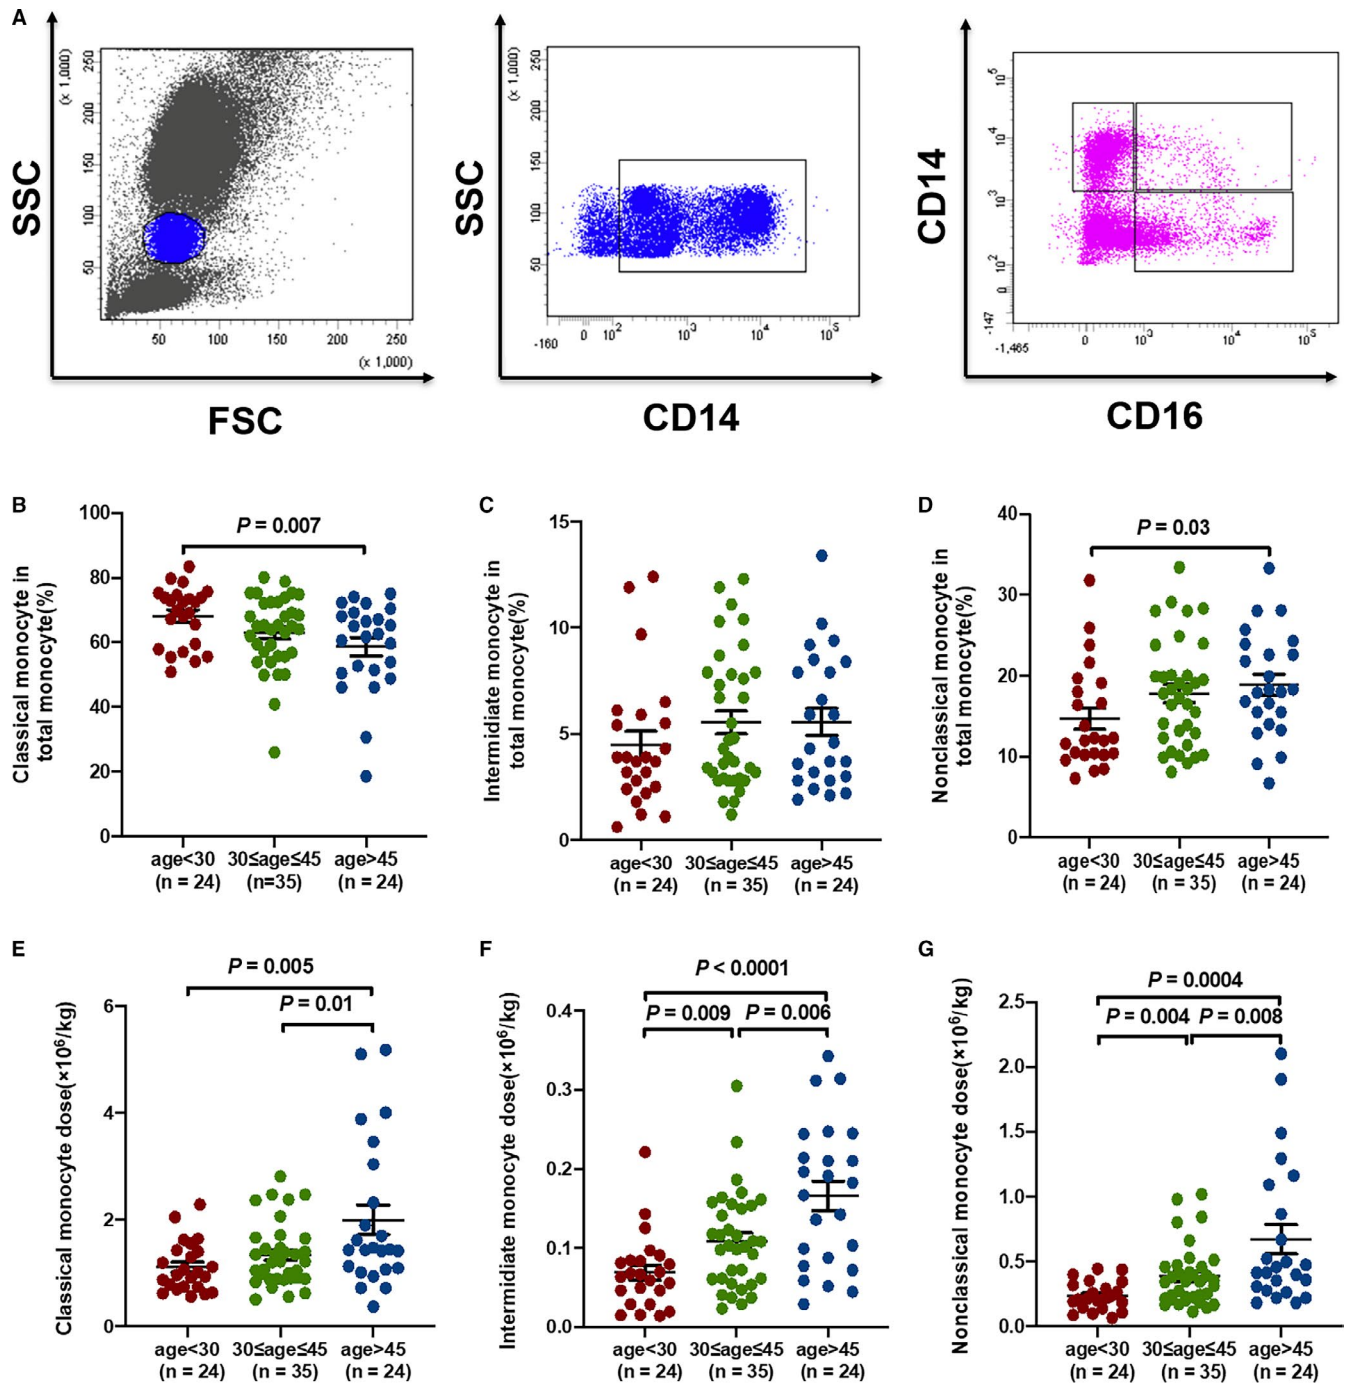 A
(x 1,000)
250
200
150
100
50
SSC
50 100 150 200 250
(x 1,000)
FSC
(x 1,000)
250
200
150
100
50
SSC
-160 0 10² 10³ 10⁴ 10⁵
CD14
10⁵
10⁴
10³
10²
0
-147
CD14
-1,465 0 10³ 10⁴ 10⁵
CD16
B
P = 0.007
Classical monocyte in
total monocyte(%)
100
80
60
40
20
0
age<30 30≤age≤45 age>45
(n = 24) (n=35) (n = 24)
C
Intermidiate monocyte in
total monocyte(%)
15
10
5
0
age<30 30≤age≤45 age>45
(n = 24) (n = 35) (n = 24)
D
P = 0.03
Nonclassical monocyte in
total monocyte(%)
40
30
20
10
0
age<30 30≤age≤45 age>45
(n = 24) (n = 35) (n = 24)
E
P = 0.005
P = 0.01
Classical monocyte dose(×10⁶/kg)
6
4
2
0
age<30 30≤age≤45 age>45
(n = 24) (n = 35) (n = 24)
F
P < 0.0001
P = 0.009 P = 0.006
Intermidiate monocyte dose(×10⁶/kg)
0.4
0.3
0.2
0.1
0.0
age<30 30≤age≤45 age>45
(n = 24) (n = 35) (n = 24)
G
P = 0.0004
P = 0.004 P = 0.008
Nonclassical monocyte dose(×10⁶/kg)
2.5
2.0
1.5
1.0
0.5
0.0
age<30 30≤age≤45 age>45
(n = 24) (n = 35) (n = 24)